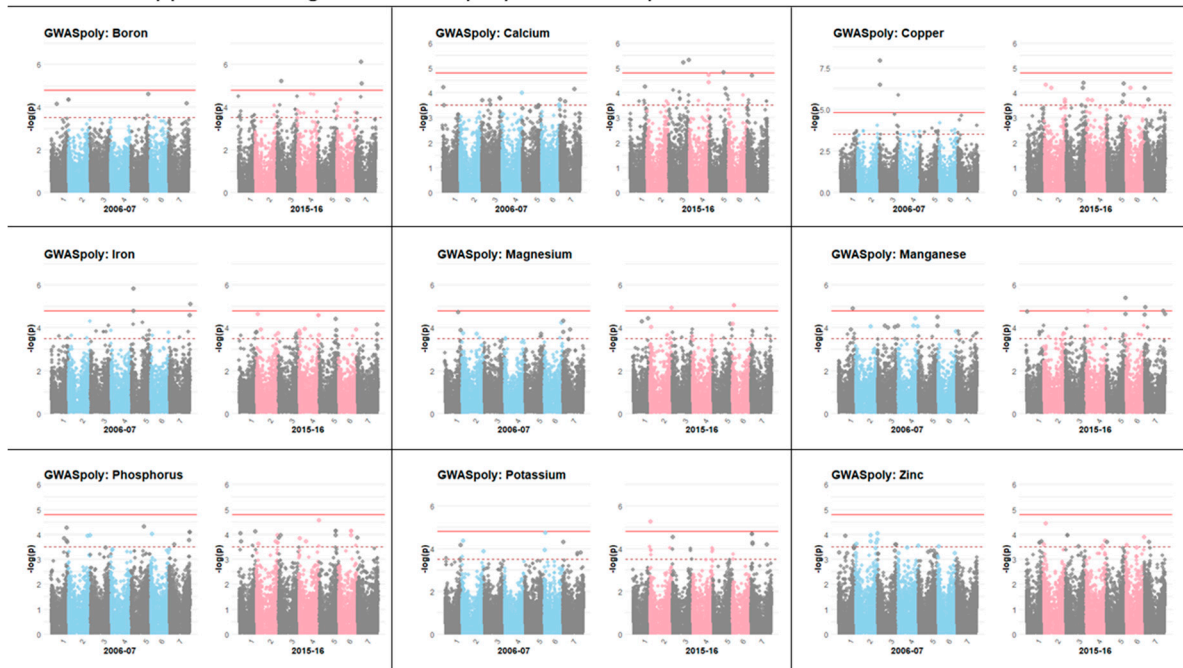 GWASpoly: Boron
-log(p)
6
4
2
0
1 2 3 4 5 6 7
2006-07
1 2 3 4 5 6 7
2015-16
GWASpoly: Calcium
-log(p)
6
5
4
3
2
1
0
1 2 3 4 5 6 7
2006-07
-log(p)
6
5
4
3
2
1
0
1 2 3 4 5 6 7
2015-16
GWASpoly: Copper
-log(p)
7.5
5.0
2.5
0.0
1 2 3 4 5 6 7
2006-07
-log(p)
6
5
4
3
2
1
0
1 2 3 4 5 6 7
2015-16
GWASpoly: Iron
-log(p)
6
4
2
0
1 2 3 4 5 6 7
2006-07
-log(p)
6
4
2
0
1 2 3 4 5 6 7
2015-16
GWASpoly: Magnesium
-log(p)
6
4
2
0
1 2 3 4 5 6 7
2006-07
-log(p)
6
4
2
0
1 2 3 4 5 6 7
2015-16
GWASpoly: Manganese
-log(p)
6
4
2
0
1 2 3 4 5 6 7
2006-07
-log(p)
6
4
2
0
1 2 3 4 5 6 7
2015-16
GWASpoly: Phosphorus
-log(p)
6
5
4
3
2
1
0
1 2 3 4 5 6 7
2006-07
-log(p)
6
5
4
3
2
1
0
1 2 3 4 5 6 7
2015-16
GWASpoly: Potassium
-log(p)
6
4
2
0
1 2 3 4 5 6 7
2006-07
-log(p)
6
4
2
0
1 2 3 4 5 6 7
2015-16
GWASpoly: Zinc
-log(p)
6
5
4
3
2
1
0
1 2 3 4 5 6 7
2006-07
-log(p)
6
5
4
3
2
1
0
1 2 3 4 5 6 7
2015-16